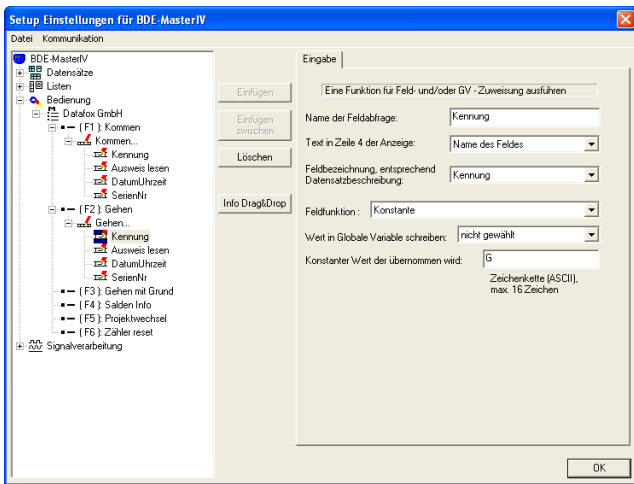 Setup Einstellungen für BDE-MasterIV
Datei Kommunikation
BDE-MasterIV
Datensätze
Listen
Bedienung
Datafox GmbH
( F1 ): Kommen
Kommen...
Kennung
Ausweis lesen
DatumUhrzeit
SerienNr
( F2 ): Gehen
Gehen...
Kennung
Ausweis lesen
DatumUhrzeit
SerienNr
( F3 ): Gehen mit Grund
( F4 ): Salden Info
( F5 ): Projektwechsel
( F6 ): Zähler reset
Signalverarbeitung
Einfügen
Einfügen
zwischen
Löschen
Info Drag&Drop
Eingabe
Eine Funktion für Feld- und/oder GV - Zuweisung ausführen
Name der Feldabfrage: Kennung
Text in Zeile 4 der Anzeige: Name des Feldes
Feldbezeichnung, entsprechend
Datensatzbeschreibung: Kennung
Feldfunktion : Konstante
Wert in Globale Variable schreiben: nicht gewählt
Konstanter Wert der übernommen wird: G
Zeichenkette (ASCII),
max. 16 Zeichen
OK